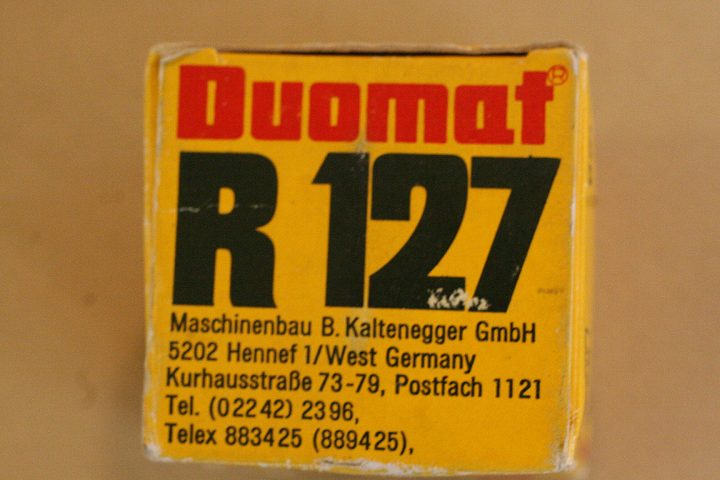 Duomat®
R 127
Maschinenbau B. Kaltenegger GmbH
5202 Hennef 1/West Germany
Kurhausstraße 73-79, Postfach 1121
Tel. (02242) 2396,
Telex 883425 (889425),